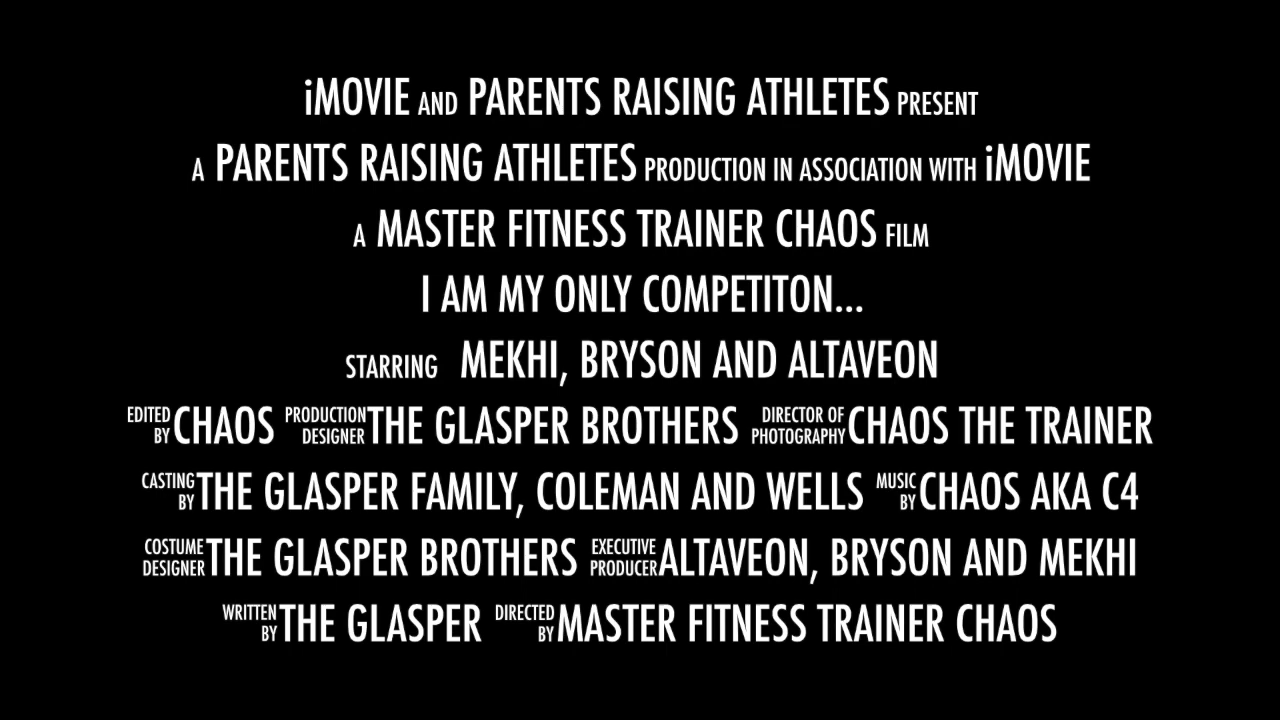 iMOVIE AND PARENTS RAISING ATHLETES PRESENT
A PARENTS RAISING ATHLETES PRODUCTION IN ASSOCIATION WITH iMOVIE
A MASTER FITNESS TRAINER CHAOS FILM
I AM MY ONLY COMPETITON...
STARRING MEKHI, BRYSON AND ALTAVEON
EDITED BY CHAOS PRODUCTION DESIGNER THE GLASPER BROTHERS DIRECTOR OF PHOTOGRAPHY CHAOS THE TRAINER
CASTING BY THE GLASPER FAMILY, COLEMAN AND WELLS MUSIC BY CHAOS AKA C4
COSTUME DESIGNER THE GLASPER BROTHERS EXECUTIVE PRODUCER ALTAVEON, BRYSON AND MEKHI
WRITTEN BY THE GLASPER DIRECTED BY MASTER FITNESS TRAINER CHAOS